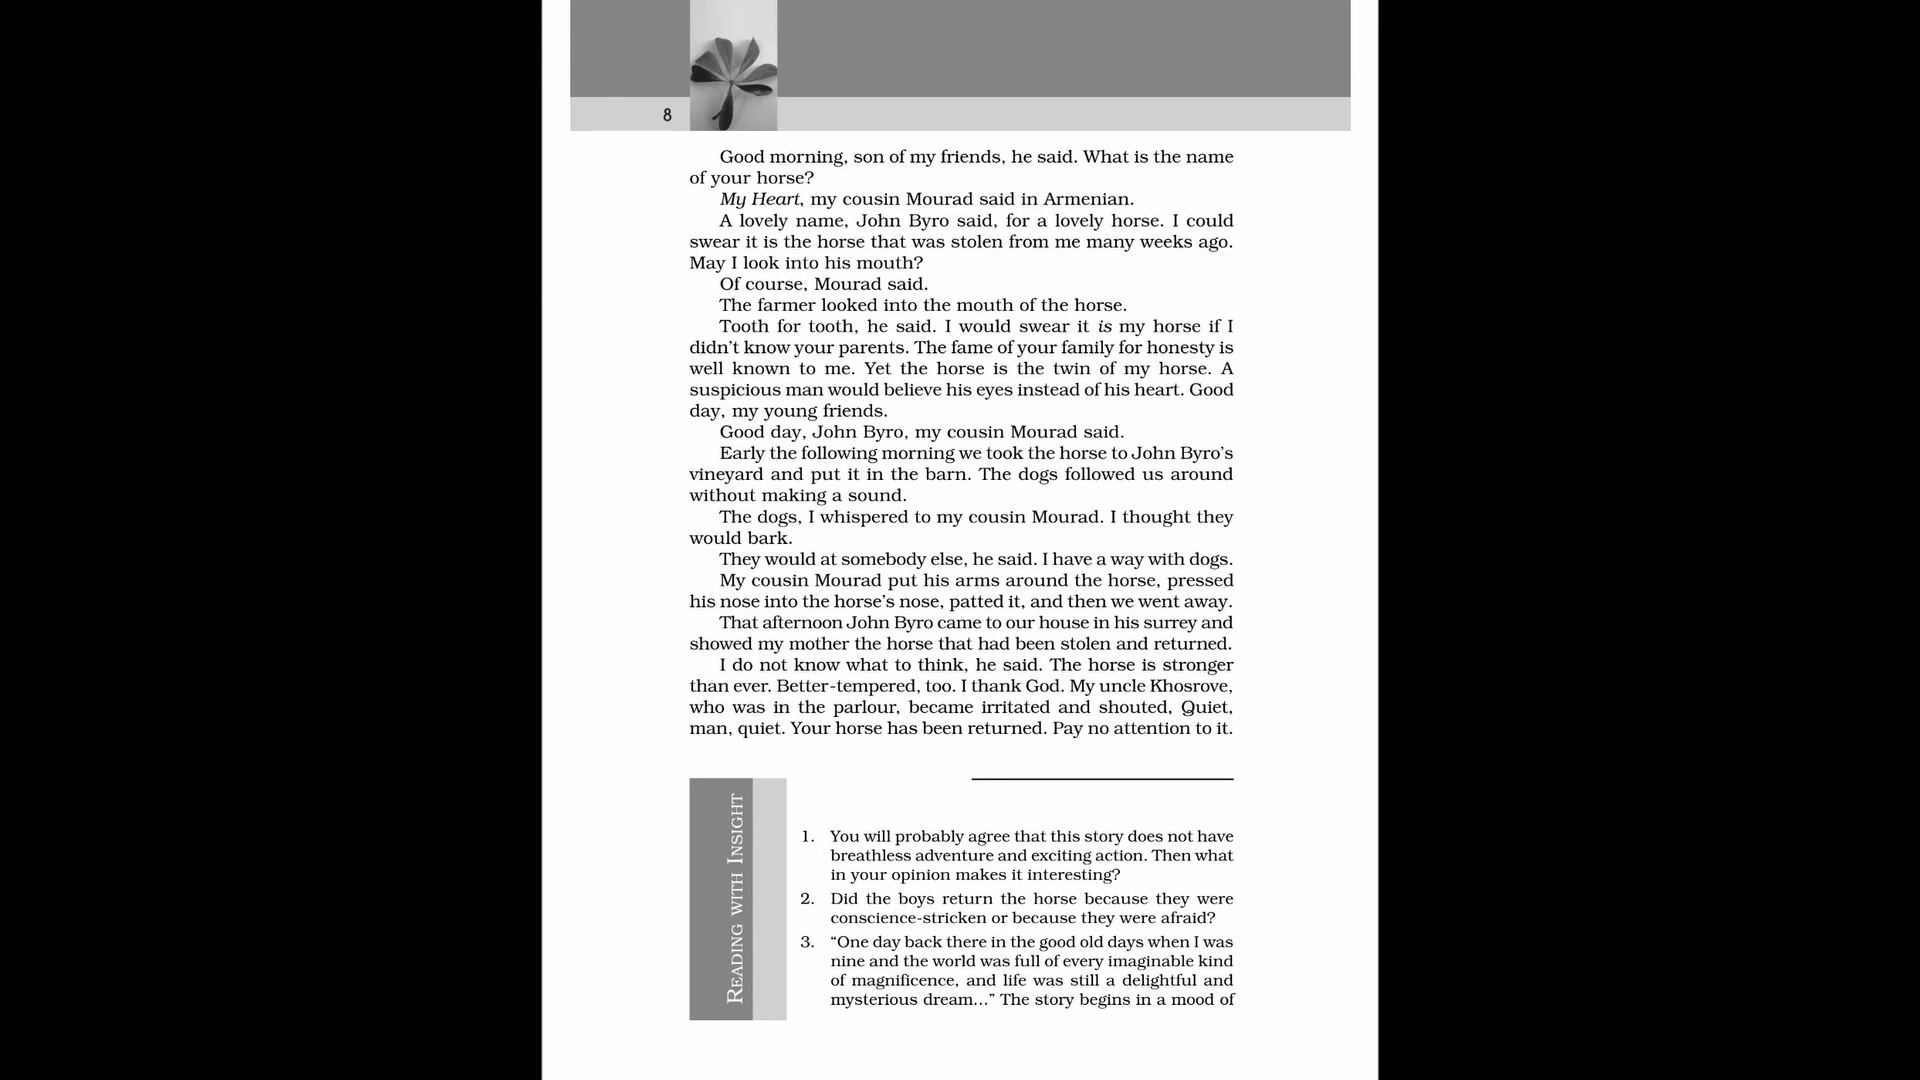 8
Good morning, son of my friends, he said. What is the name
of your horse?
My Heart, my cousin Mourad said in Armenian.
A lovely name, John Byro said, for a lovely horse. I could
swear it is the horse that was stolen from me many weeks ago.
May I look into his mouth?
Of course, Mourad said.
The farmer looked into the mouth of the horse.
Tooth for tooth, he said. I would swear it is my horse if I
didn't know your parents. The fame of your family for honesty is
well known to me. Yet the horse is the twin of my horse. A
suspicious man would believe his eyes instead of his heart. Good
day, my young friends.
Good day, John Byro, my cousin Mourad said.
Early the following morning we took the horse to John Byro's
vineyard and put it in the barn. The dogs followed us around
without making a sound.
The dogs, I whispered to my cousin Mourad. I thought they
would bark.
They would at somebody else, he said. I have a way with dogs.
My cousin Mourad put his arms around the horse, pressed
his nose into the horse's nose, patted it, and then we went away.
That afternoon John Byro came to our house in his surrey and
showed my mother the horse that had been stolen and returned.
I do not know what to think, he said. The horse is stronger
than ever. Better-tempered, too. I thank God. My uncle Khosrove,
who was in the parlour, became irritated and shouted, Quiet,
man, quiet. Your horse has been returned. Pay no attention to it.
READING WITH INSIGHT
1. You will probably agree that this story does not have
breathless adventure and exciting action. Then what
in your opinion makes it interesting?
2. Did the boys return the horse because they were
conscience-stricken or because they were afraid?
3. “One day back there in the good old days when I was
nine and the world was full of every imaginable kind
of magnificence, and life was still a delightful and
mysterious dream...” The story begins in a mood of